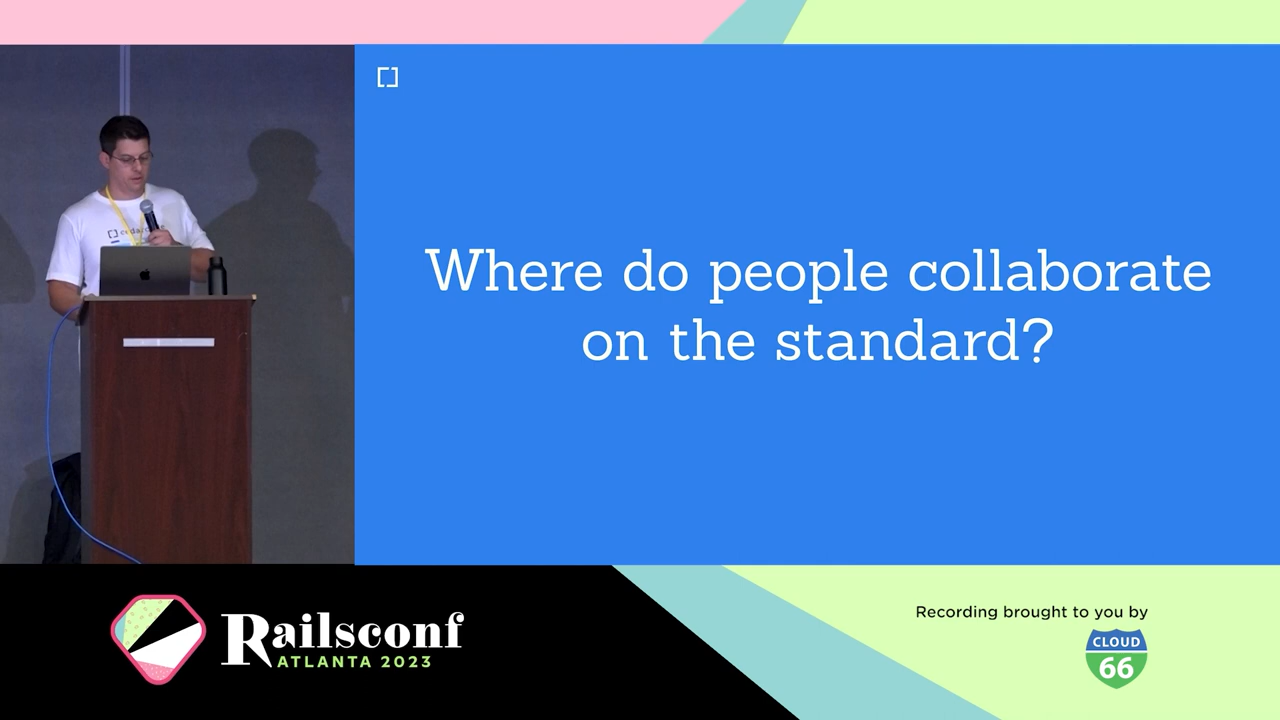 Where do people collaborate
on the standard?
Railsconf
ATLANTA 2023
Recording brought to you by
CLOUD
66